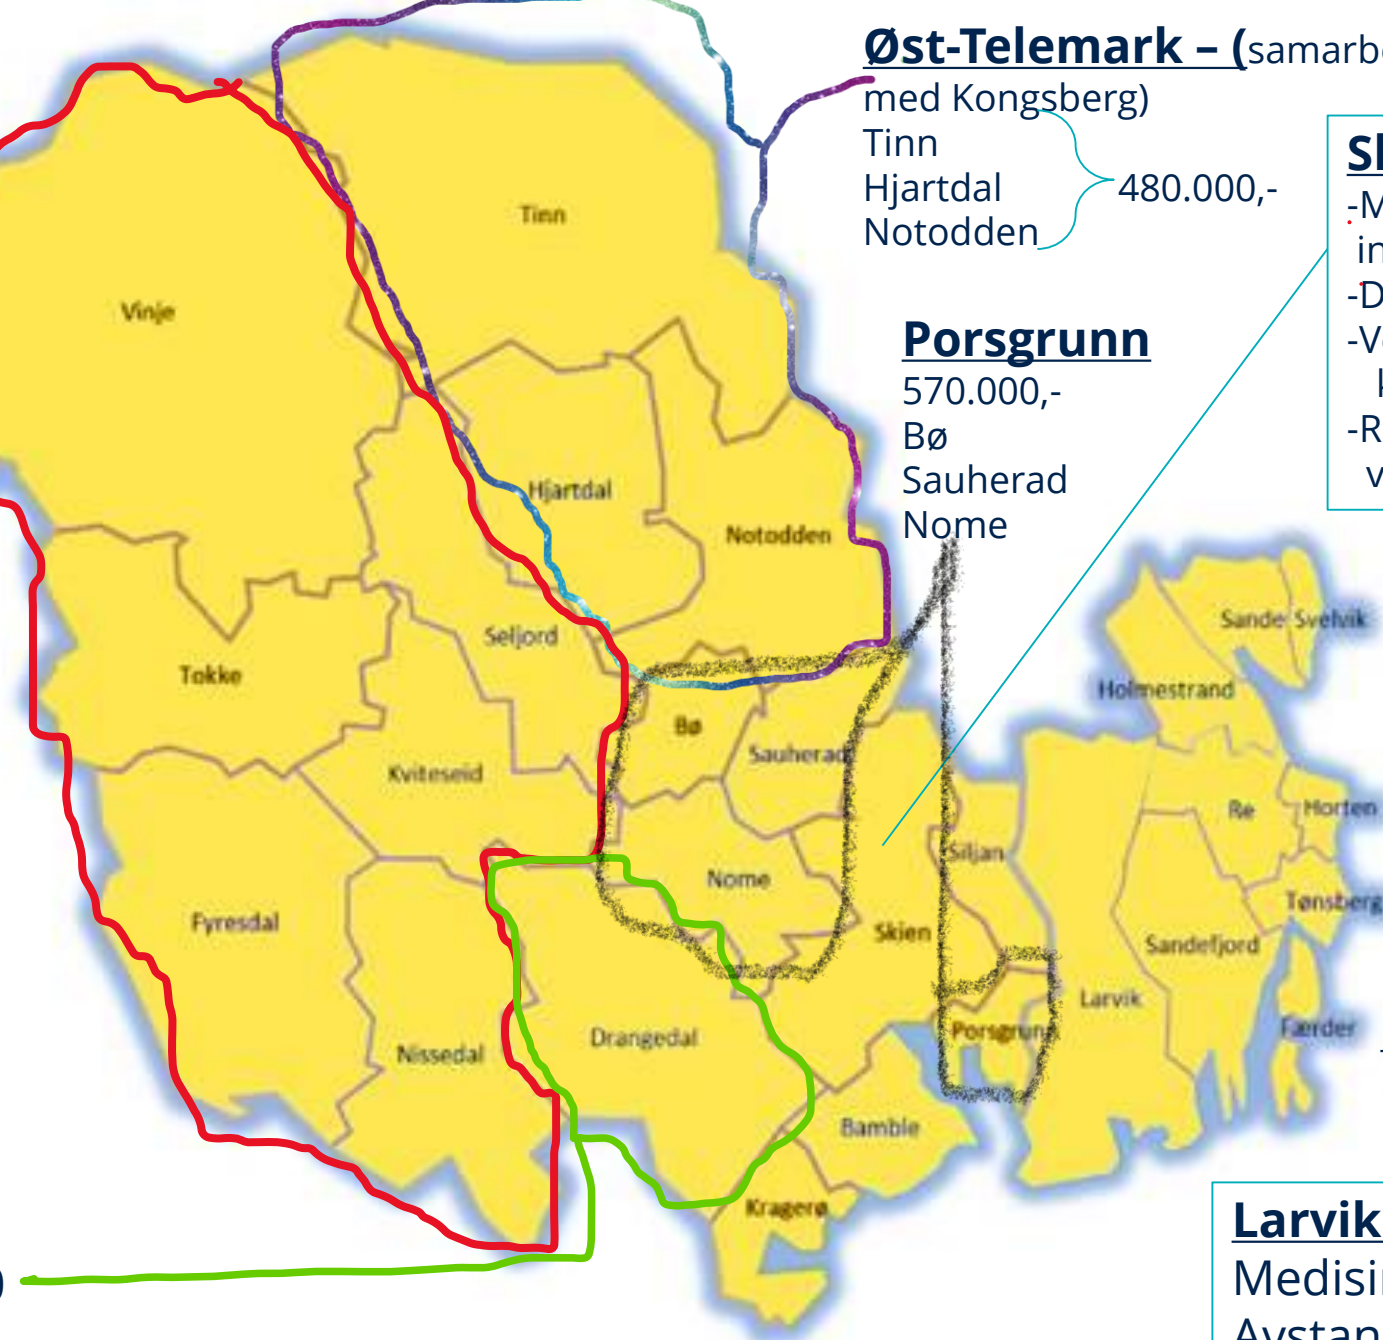 Øst-Telemark – (
med Kongsberg)
Tinn
Hjartdal
Notodden
480.000,-
Porsgrunn
570.000,-
Bø
Sauherad
Nome
Tinn
Vinje
Hjartdal
Notodden
Seljord
Tokke
Bø
Sauherad
Kviteseid
Nome
Fyresdal
Skien
Siljan
Nissedal
Drangedal
Porsgrunn
Bamble
Kragerø
Larvik
Sande Svelvik
Holmestrand
Re
Horten
Tønsberg
Sandefjord
Færder
Larvik